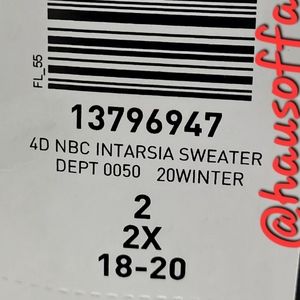 FL_55
13796947
4D NBC INTARSIA SWEATER
DEPT 0050 20WINTER
2
2X
18-20
@hausoffa